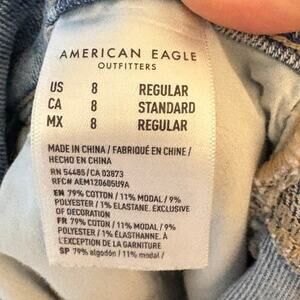 AMERICAN EAGLE
OUTFITTERS
US 8 REGULAR
CA 8 STANDARD
MX 8 REGULAR
MADE IN CHINA / FABRIQUÉ EN CHINE /
HECHO EN CHINA
RN 54485/CA 03873
RFC# AEM120605U9A
EN 79% COTTON / 11% MODAL / 9%
POLYESTER / 1% ELASTANE. EXCLUSIVE
OF DECORATION
FR 79% COTON / 11% MODAL / 9%
POLYESTER / 1% ÉLASTHANNE. À
L'EXCEPTION DE LA GARNITURE
SP 79% algodón / 11% modal /